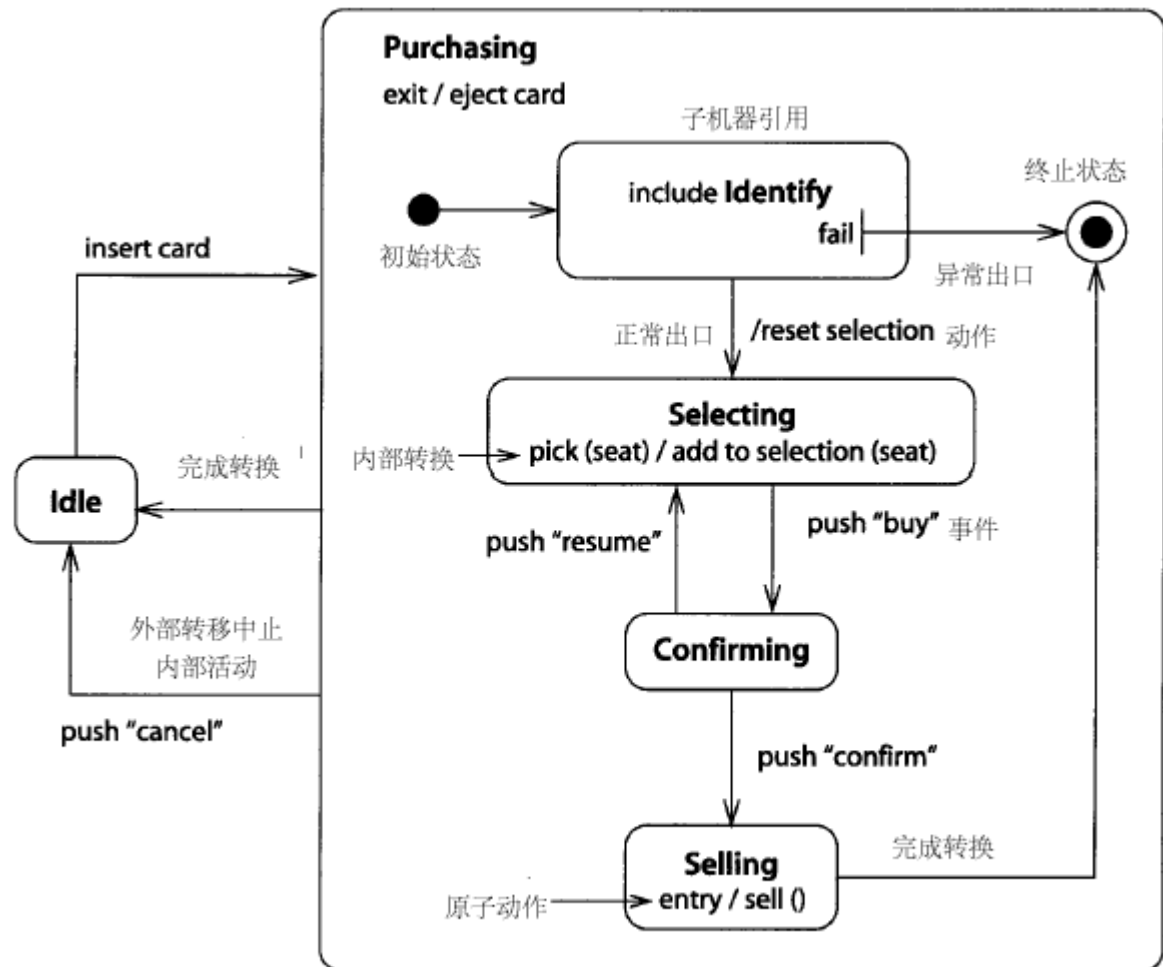 Purchasing
exit / eject card
子机器引用
终止状态
include Identify
fail
初始状态
异常出口
insert card
正常出口 /reset selection 动作
Selecting
内部转换 pick (seat) / add to selection (seat)
完成转换
Idle
push “resume”
push “buy” 事件
外部转移中止
内部活动
Confirming
push “cancel”
push “confirm”
Selling
完成转换
原子动作 entry / sell ()